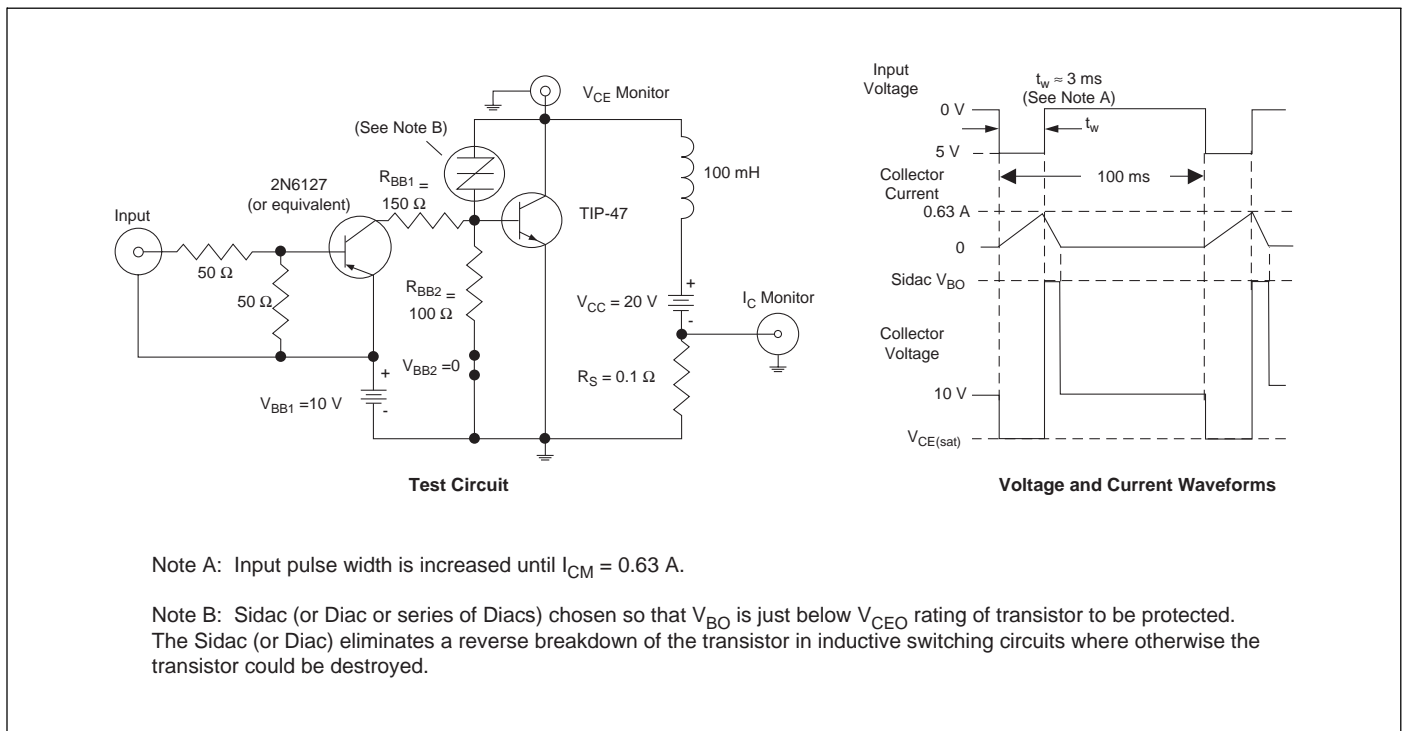 V_CE Monitor
(See Note B)
R_BB1 =
150 Ω
2N6127
(or equivalent)
Input
50 Ω
50 Ω
TIP-47
100 mH
R_BB2 =
100 Ω
V_CC = 20 V
+
-
I_C Monitor
V_BB2 =0
R_S = 0.1 Ω
V_BB1 =10 V
+
-
Test Circuit
Input
Voltage
t_w ≈ 3 ms
(See Note A)
0 V
t_w
5 V
Collector
Current
100 ms
0.63 A
0
Sidac V_BO
Collector
Voltage
10 V
V_CE(sat)
Voltage and Current Waveforms
Note A: Input pulse width is increased until I_CM = 0.63 A.
Note B: Sidac (or Diac or series of Diacs) chosen so that V_BO is just below V_CEO rating of transistor to be protected.
The Sidac (or Diac) eliminates a reverse breakdown of the transistor in inductive switching circuits where otherwise the
transistor could be destroyed.